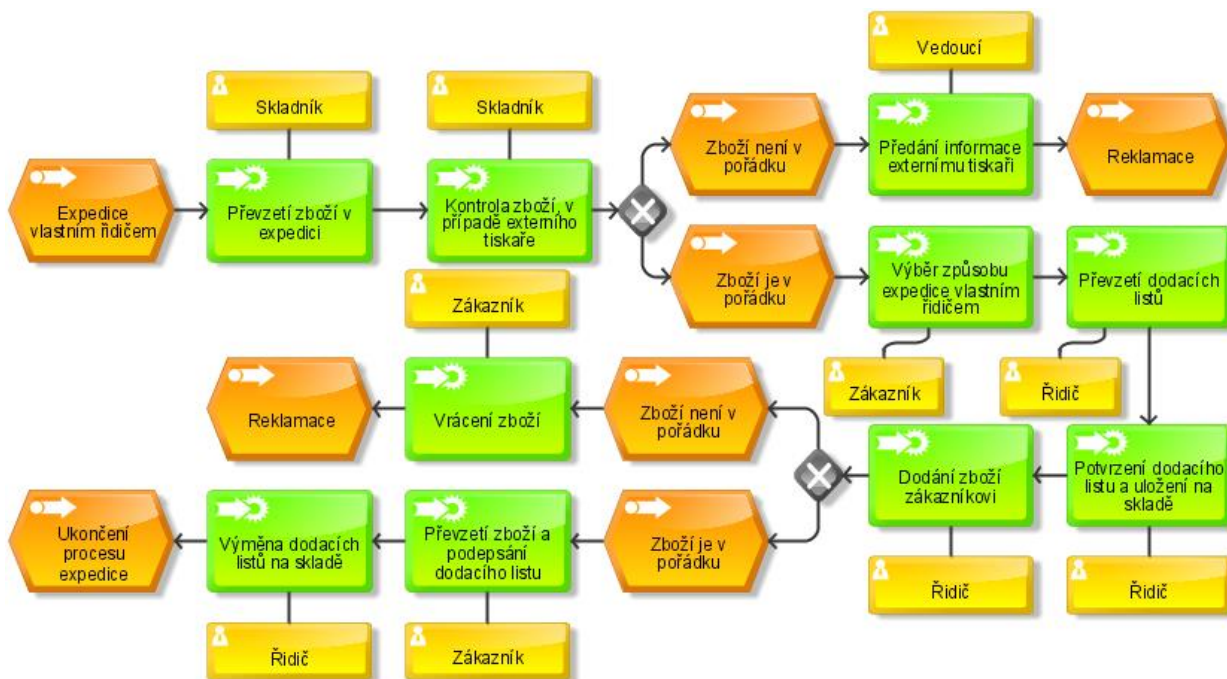 Vedoucí
Skladník
Skladník
Zboží není v
pořádku
Předání informace
externímu tiskaři
Reklamace
Expedice
vlastním řidičem
Převzetí zboží v
expedici
Kontrola zboží, v
případě externího
tiskaře
Zboží je v
pořádku
Výběr způsobu
expedice vlastním
řidičem
Převzetí dodacích
listů
Zákazník
Zákazník
Řidič
Reklamace
Vrácení zboží
Zboží není v
pořádku
Dodání zboží
zákazníkovi
Potvrzení dodacího
listu a uložení na
skladě
Ukončení
procesu
expedice
Výměna dodacích
listů na skladě
Převzetí zboží a
podepsání
dodacího listu
Zboží je v
pořádku
Řidič
Řidič
Řidič
Zákazník